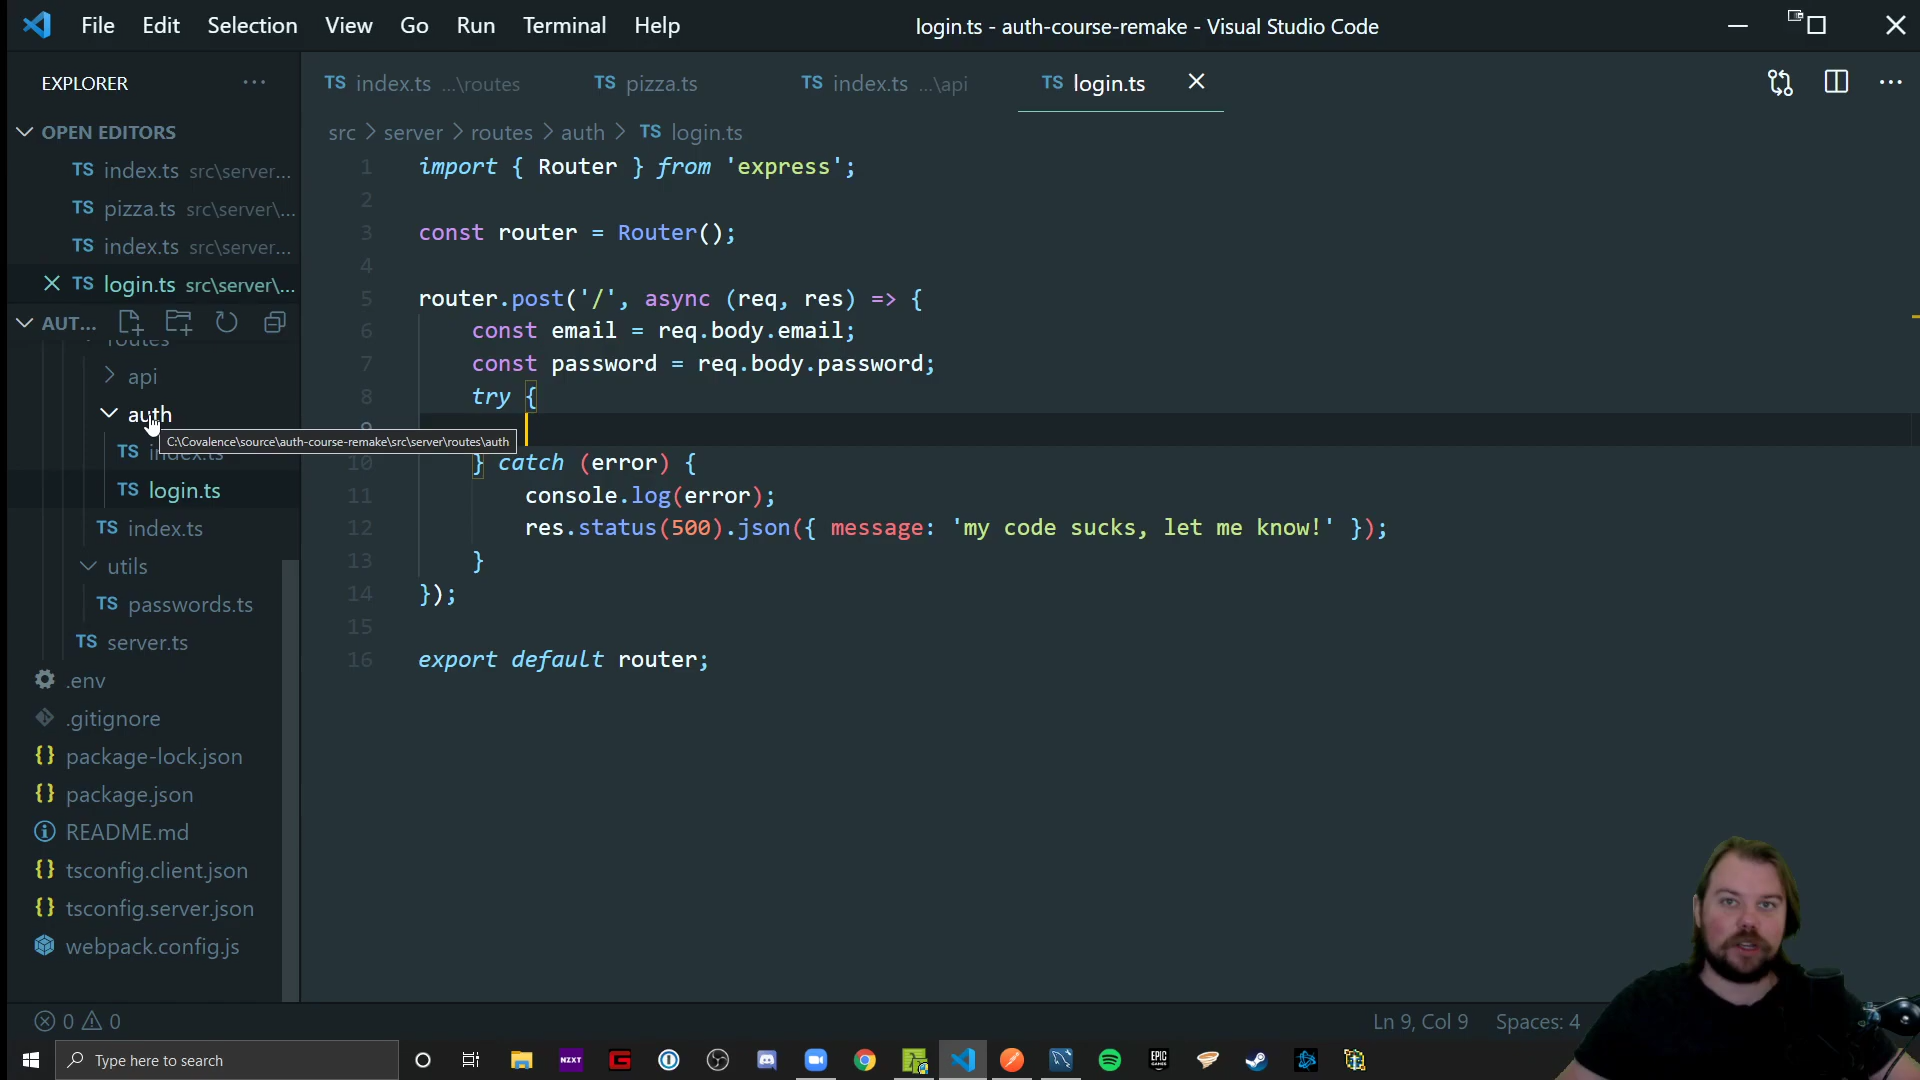 File Edit Selection View Go Run Terminal Help
login.ts - auth-course-remake - Visual Studio Code
EXPLORER
OPEN EDITORS
TS index.ts src\server...
TS pizza.ts src\server\...
TS index.ts src\server...
TS login.ts src\server\...
AUT...
routes
api
auth
C:\Covalence\source\auth-course-remake\src\server\routes\auth
TS index.ts
TS login.ts
TS index.ts
utils
TS passwords.ts
TS server.ts
.env
.gitignore
{} package-lock.json
{} package.json
README.md
{} tsconfig.client.json
{} tsconfig.server.json
webpack.config.js
TS index.ts ...\routes
TS pizza.ts
TS index.ts ...\api
TS login.ts
src > server > routes > auth > TS login.ts
1 import { Router } from 'express';
2
3 const router = Router();
4
5 router.post('/', async (req, res) => {
6 const email = req.body.email;
7 const password = req.body.password;
8 try {
9
10 } catch (error) {
11 console.log(error);
12 res.status(500).json({ message: 'my code sucks, let me know!' });
13 }
14 });
15
16 export default router;
0 0
Ln 9, Col 9 Spaces: 4
Type here to search
NZXT
EPIC GAMES